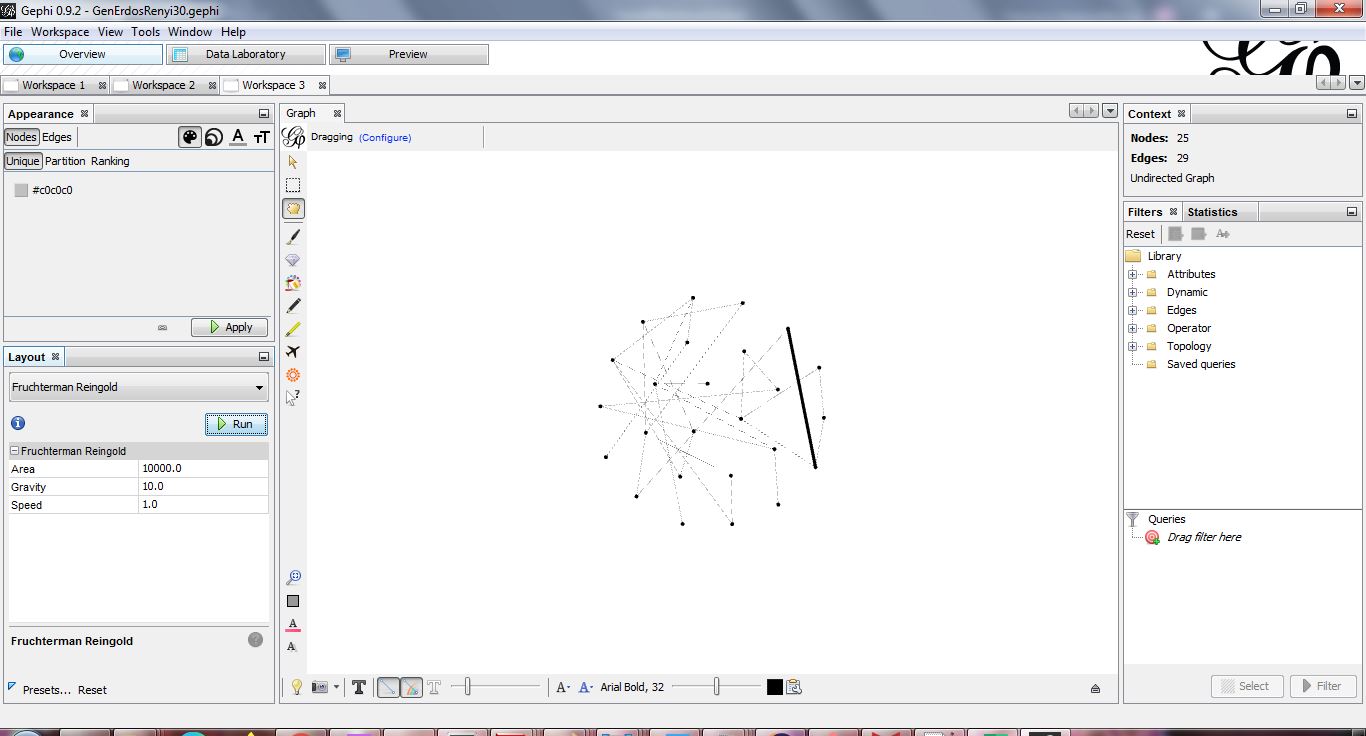 Gephi 0.9.2 - GenErdosRenyi30.gephi
File Workspace View Tools Window Help
Overview Data Laboratory Preview
Workspace 1 Workspace 2 Workspace 3
Appearance
Nodes Edges
Unique Partition Ranking
#c0c0c0
Apply
Layout
Fruchterman Reingold
Run
Fruchterman Reingold
Area 10000.0
Gravity 10.0
Speed 1.0
Fruchterman Reingold
Presets... Reset
Graph
Dragging (Configure)
Arial Bold, 32
Context
Nodes: 25
Edges: 29
Undirected Graph
Filters Statistics
Reset
Library
Attributes
Dynamic
Edges
Operator
Topology
Saved queries
Queries
Drag filter here
Select Filter